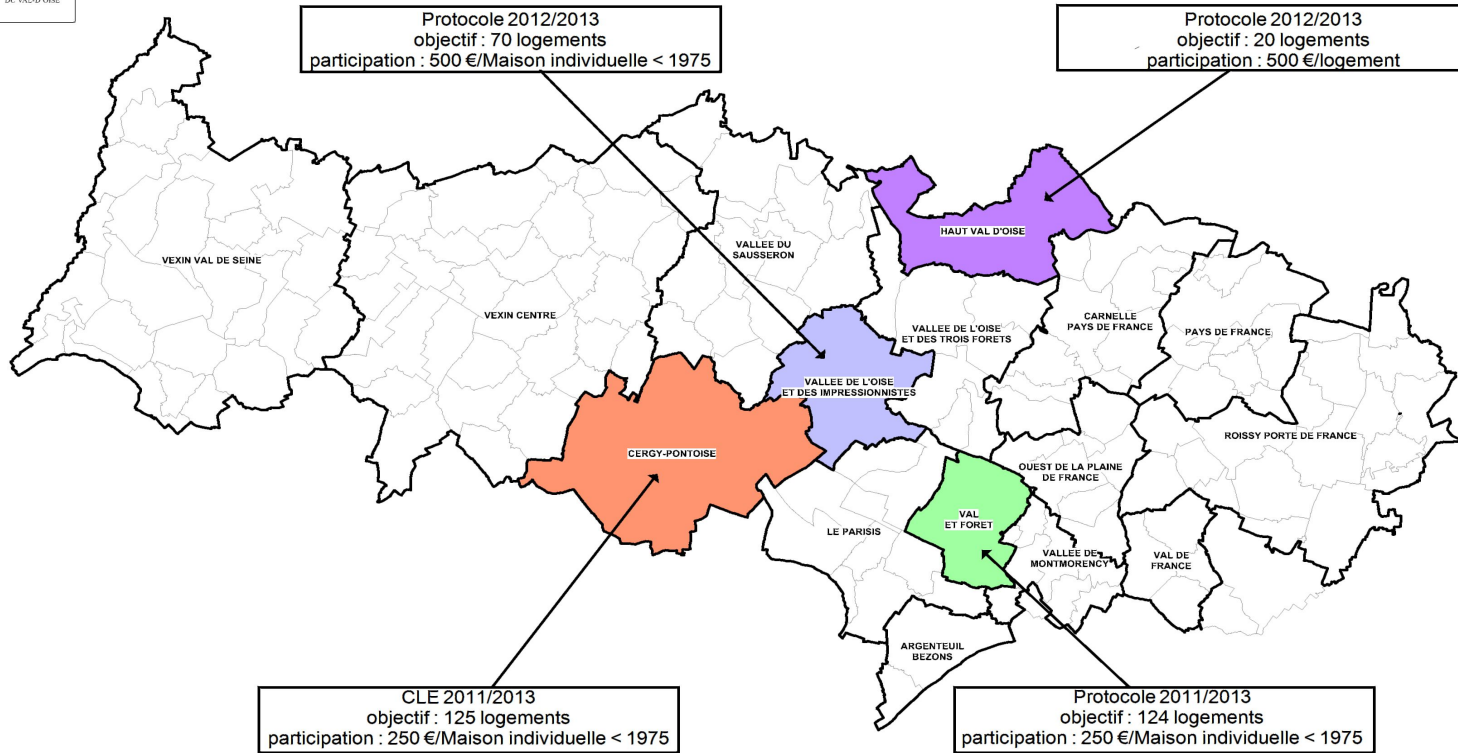 DU VAL-D'OISE
Protocole 2012/2013
objectif : 70 logements
participation : 500 €/Maison individuelle < 1975
Protocole 2012/2013
objectif : 20 logements
participation : 500 €/logement
HAUT VAL D'OISE
VALLEE DU
SAUSSERON
VEXIN VAL DE SEINE
VEXIN CENTRE
VALLEE DE L'OISE
ET DES TROIS FORETS
CARNELLE
PAYS DE FRANCE
PAYS DE FRANCE
VALLEE DE L'OISE
ET DES IMPRESSIONNISTES
ROISSY PORTE DE FRANCE
CERGY-PONTOISE
OUEST DE LA PLAINE
DE FRANCE
VAL
ET FORET
LE PARISIS
VALLEE DE
MONTMORENCY
VAL DE
FRANCE
ARGENTEUIL
BEZONS
CLE 2011/2013
objectif : 125 logements
participation : 250 €/Maison individuelle < 1975
Protocole 2011/2013
objectif : 124 logements
participation : 250 €/Maison individuelle < 1975